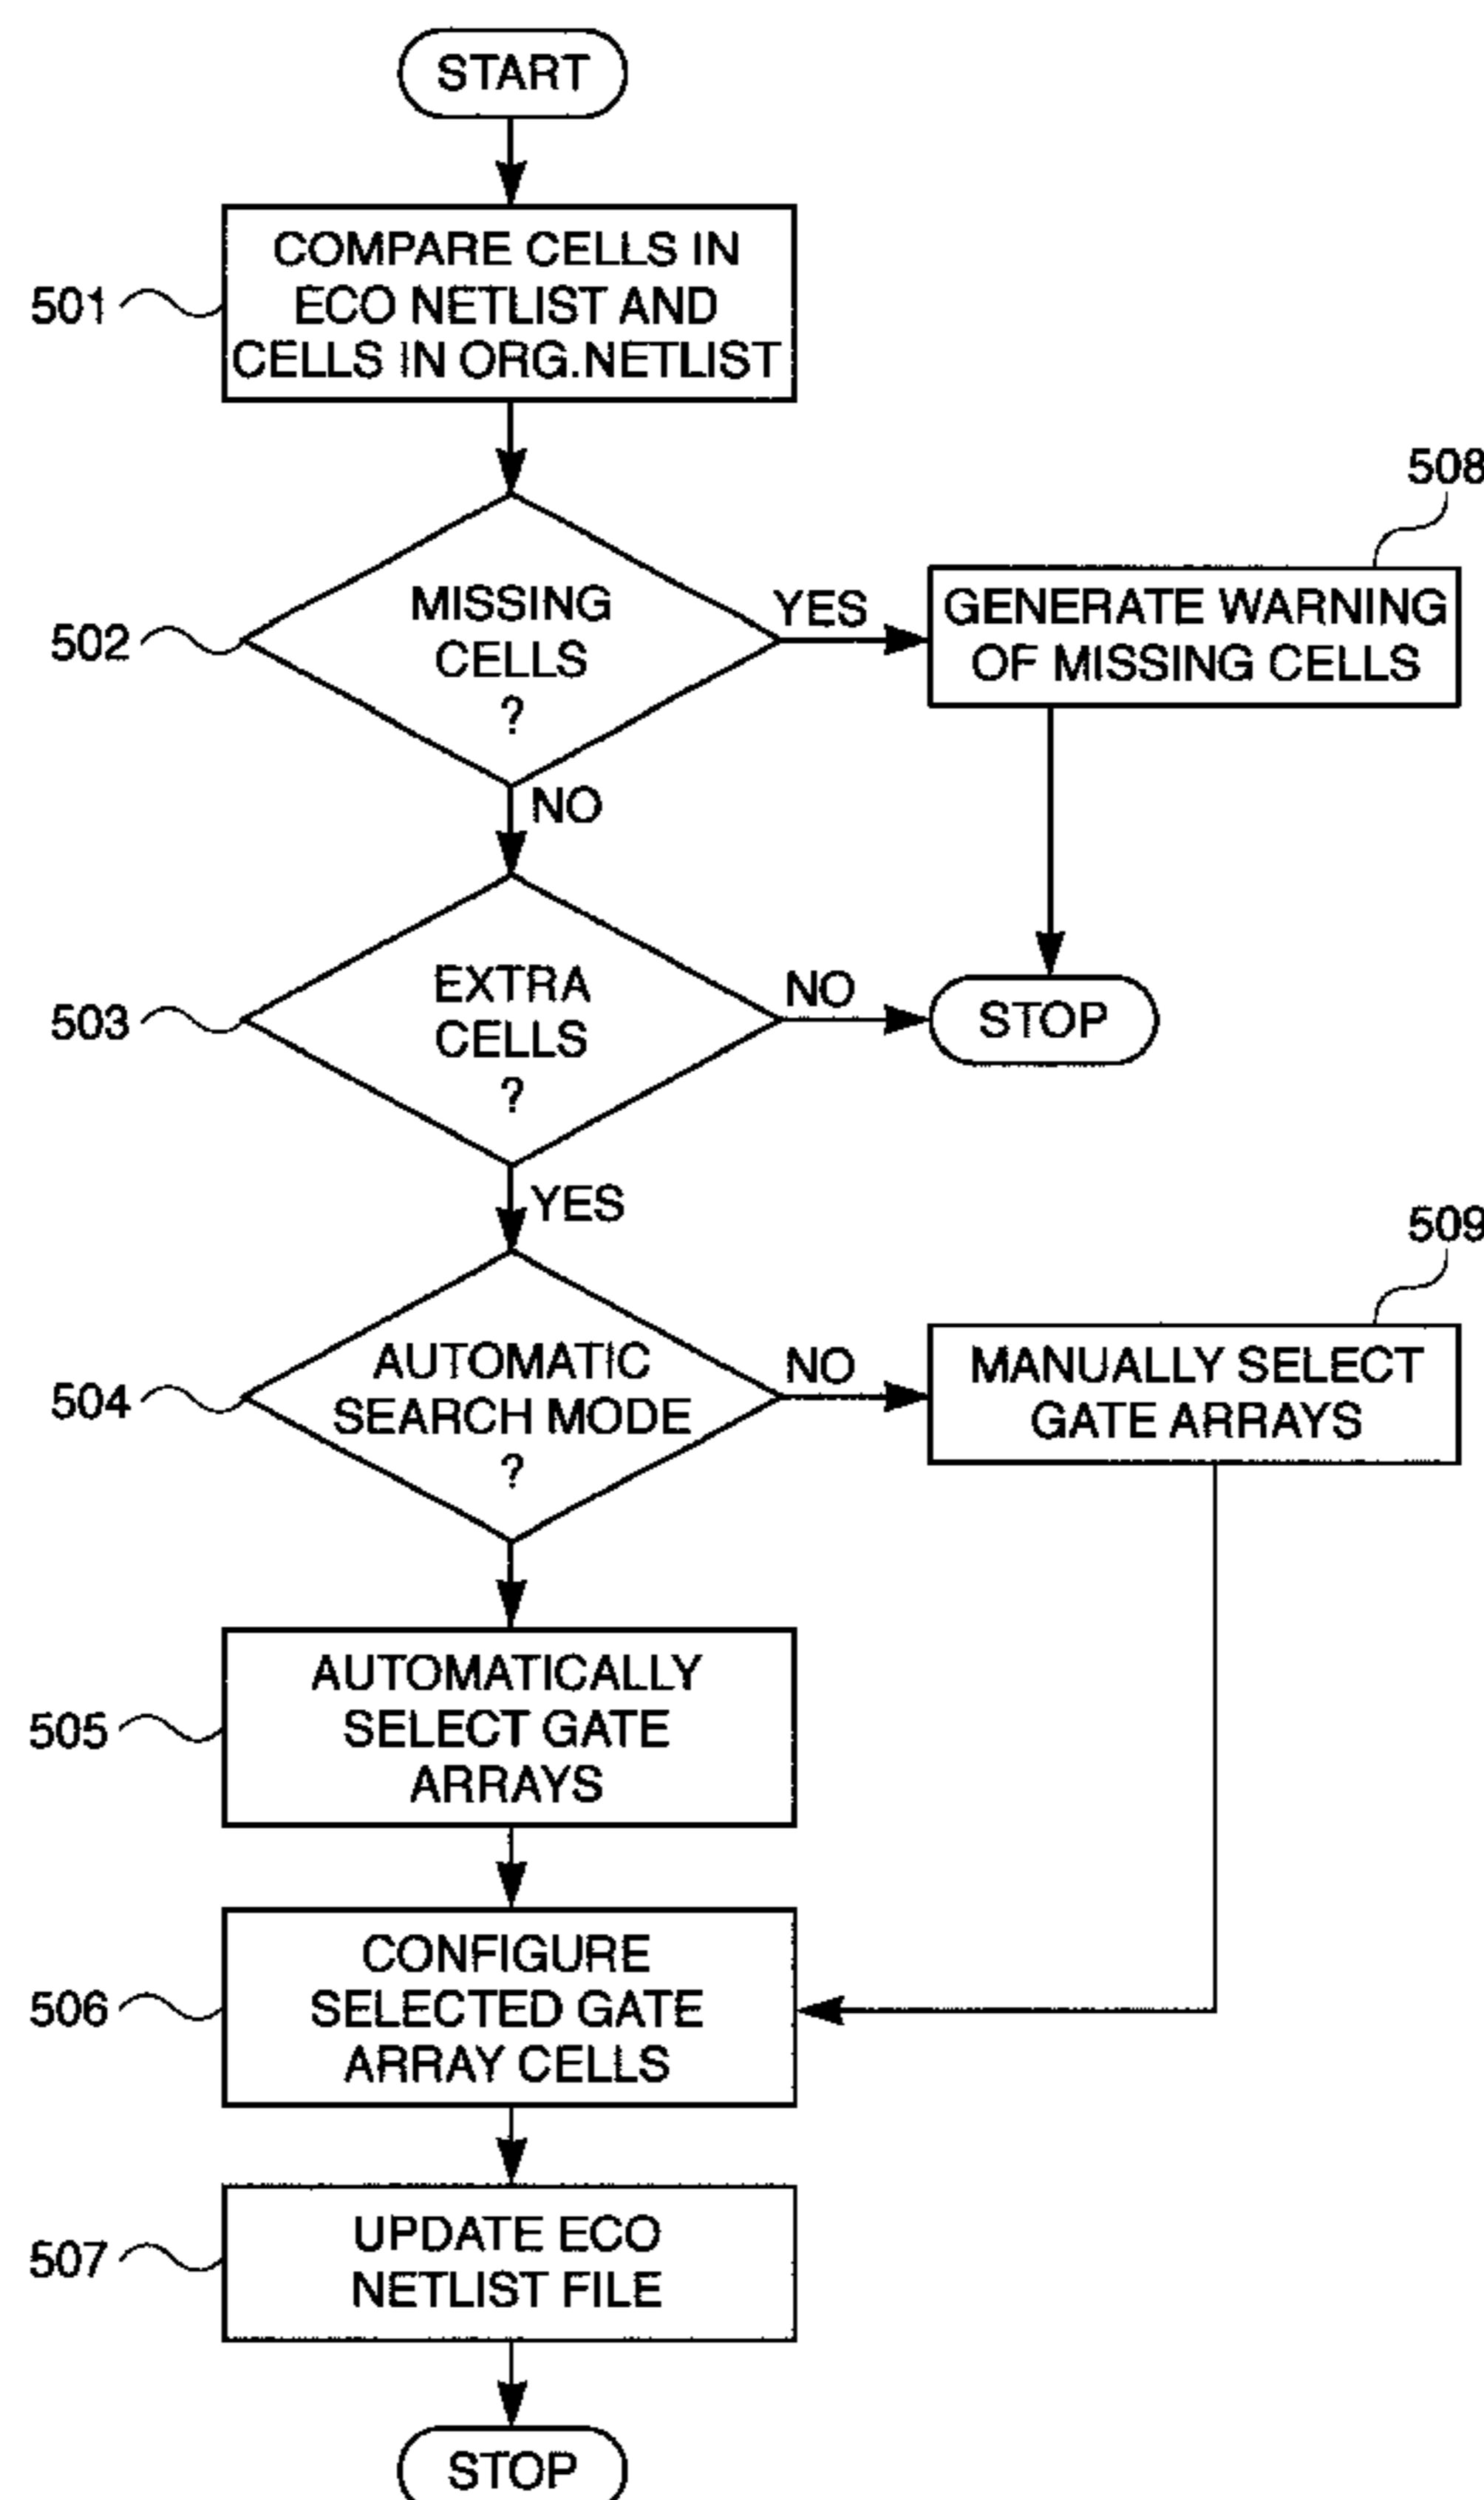 START
COMPARE CELLS IN
ECO NETLIST AND
CELLS IN ORG.NETLIST
501
508
MISSING
CELLS
?
502
YES
GENERATE WARNING
OF MISSING CELLS
NO
EXTRA
CELLS
?
503
NO
STOP
YES
509
AUTOMATIC
SEARCH MODE
?
504
NO
MANUALLY SELECT
GATE ARRAYS
AUTOMATICALLY
SELECT GATE
ARRAYS
505
CONFIGURE
SELECTED GATE
ARRAY CELLS
506
UPDATE ECO
NETLIST FILE
507
STOP